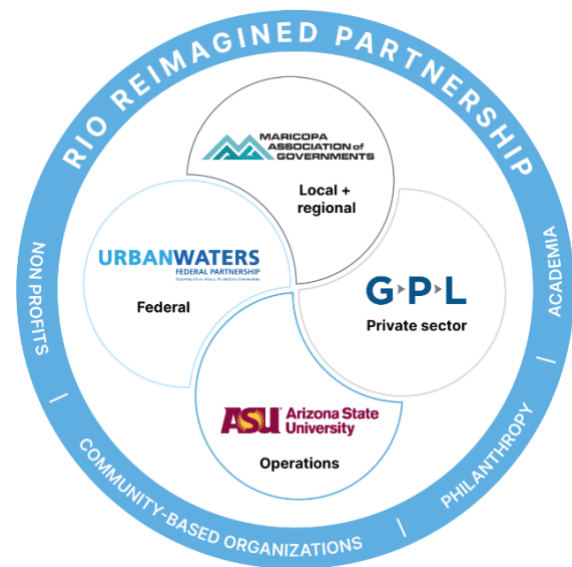 RIO REIMAGINED PARTNERSHIP
MARICOPA
ASSOCIATION of
GOVERNMENTS
Local +
regional
URBANWATERS
FEDERAL PARTNERSHIP
Federal
G▸P▸L
Private sector
ASU Arizona State
University
Operations
NON PROFITS | COMMUNITY-BASED ORGANIZATIONS | PHILANTHROPY | ACADEMIA